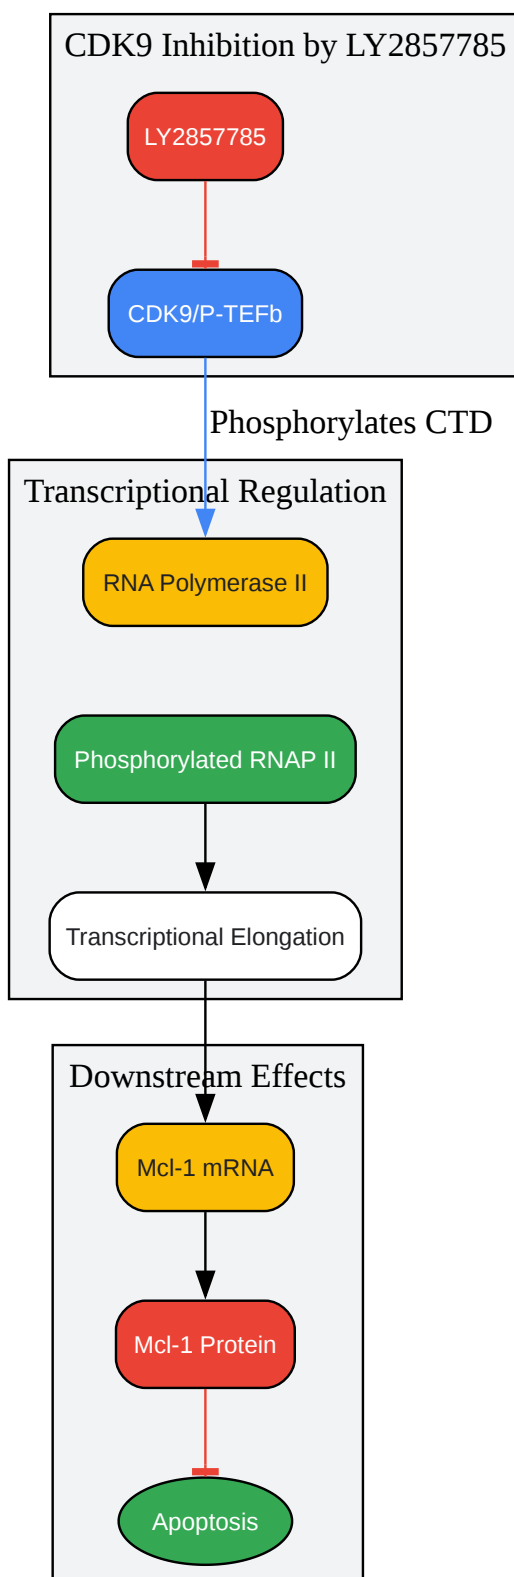 CDK9 Inhibition by LY2857785
LY2857785
CDK9/P-TEFb
Phosphorylates CTD
Transcriptional Regulation
RNA Polymerase II
Phosphorylated RNAP II
Transcriptional Elongation
Downstream Effects
Mcl-1 mRNA
Mcl-1 Protein
Apoptosis